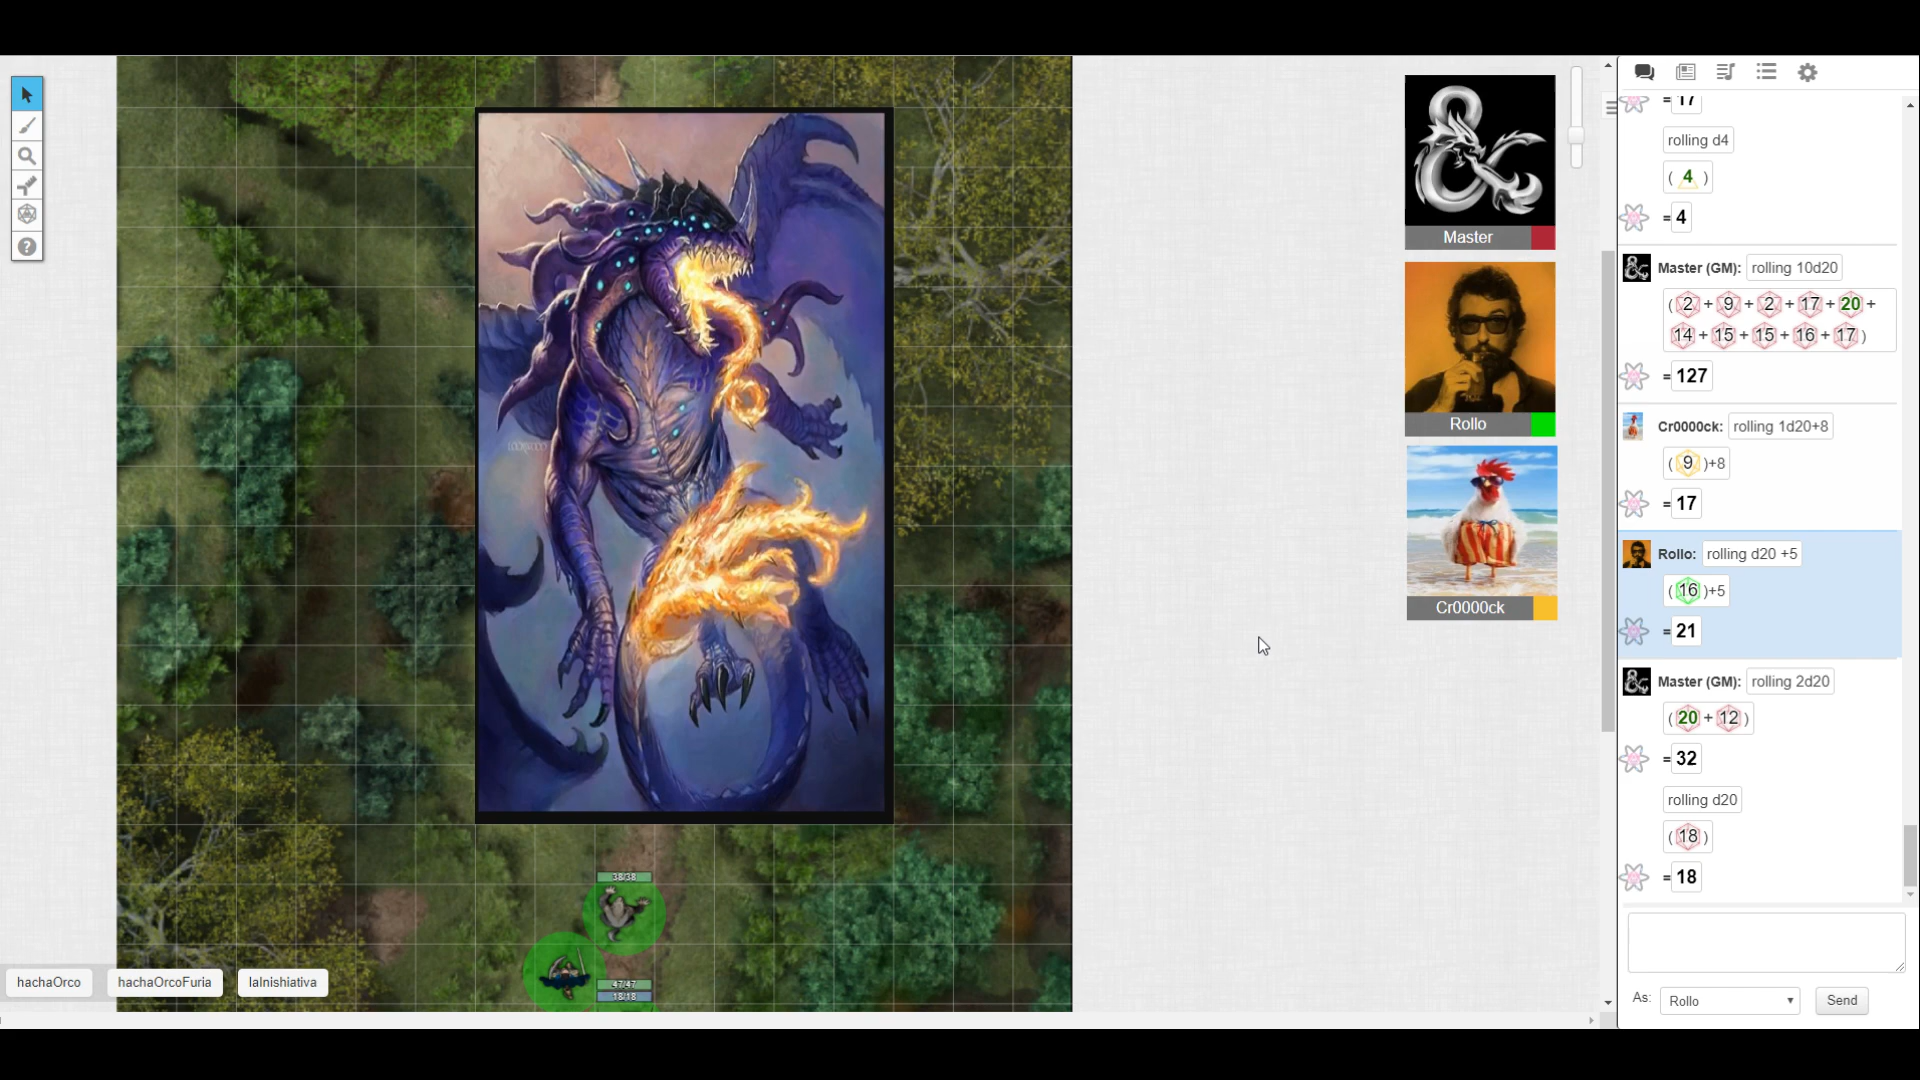 = 17
rolling d4
( 4 )
= 4
Master (GM): rolling 10d20
( 2 + 9 + 2 + 17 + 20 +
14 + 15 + 15 + 16 + 17 )
= 127
Cr0000ck: rolling 1d20+8
( 9 )+8
= 17
Rollo: rolling d20 +5
( 16 )+5
= 21
Master (GM): rolling 2d20
( 20 + 12 )
= 32
rolling d20
( 18 )
= 18
As: Rollo Send
Master
Rollo
Cr0000ck
38/38
47/47
18/18
hachaOrco hachaOrcoFuria laInishiativa